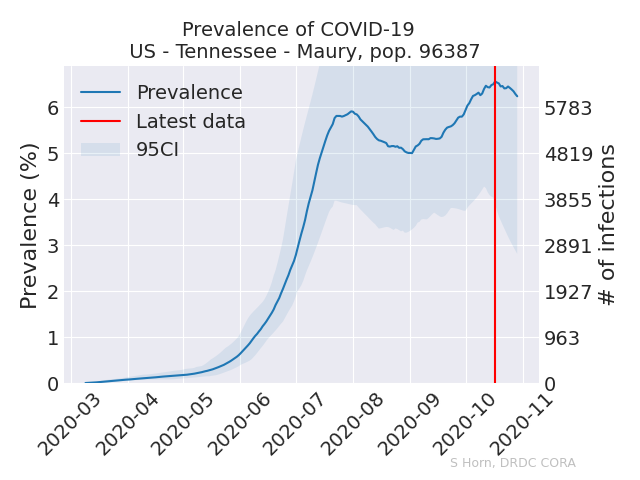 Prevalence of COVID-19
US - Tennessee - Maury, pop. 96387
Prevalence
Latest data
95CI
Prevalence (%)
6
5
4
3
2
1
0
5783
4819
3855
2891
1927
963
0
# of infections
2020-03
2020-04
2020-05
2020-06
2020-07
2020-08
2020-09
2020-10
2020-11
S Horn, DRDC CORA